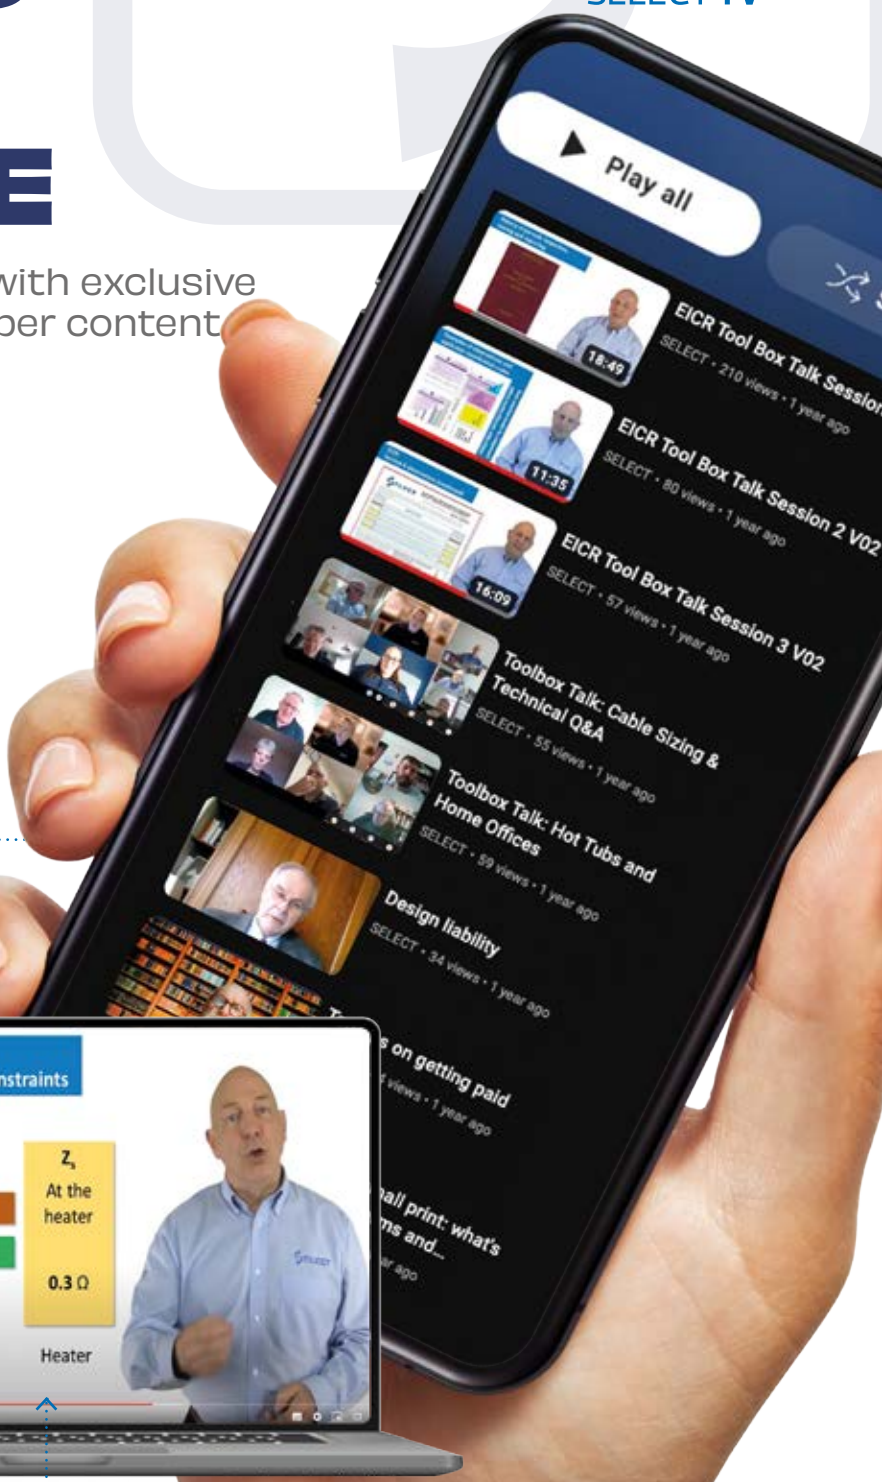 SELECT TV
E
with exclusive
per content
Play all
EICR Tool Box Talk Session
SELECT • 210 views • 1 year ago
18:49
EICR Tool Box Talk Session 2 V02
SELECT • 80 views • 1 year ago
11:35
EICR Tool Box Talk Session 3 V02
SELECT • 57 views • 1 year ago
16:09
Toolbox Talk: Cable Sizing &
Technical Q&A
SELECT • 55 views • 1 year ago
Toolbox Talk: Hot Tubs and
Home Offices
SELECT • 59 views • 1 year ago
Design liability
SELECT • 34 views • 1 year ago
s on getting paid
views • 1 year ago
all print: what's
ms and...
ar ago
nstraints
Zs
At the
heater
0.3 Ω
Heater
SELECT